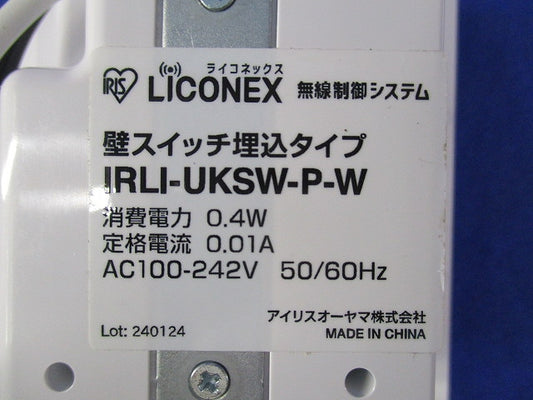 ライコネックス
IRIS LiCONEX 無線制御システム
壁スイッチ埋込タイプ
IRLI-UKSW-P-W
消費電力 0.4W
定格電流 0.01A
AC100-242V 50/60Hz
アイリスオーヤマ株式会社
Lot: 240124 MADE IN CHINA